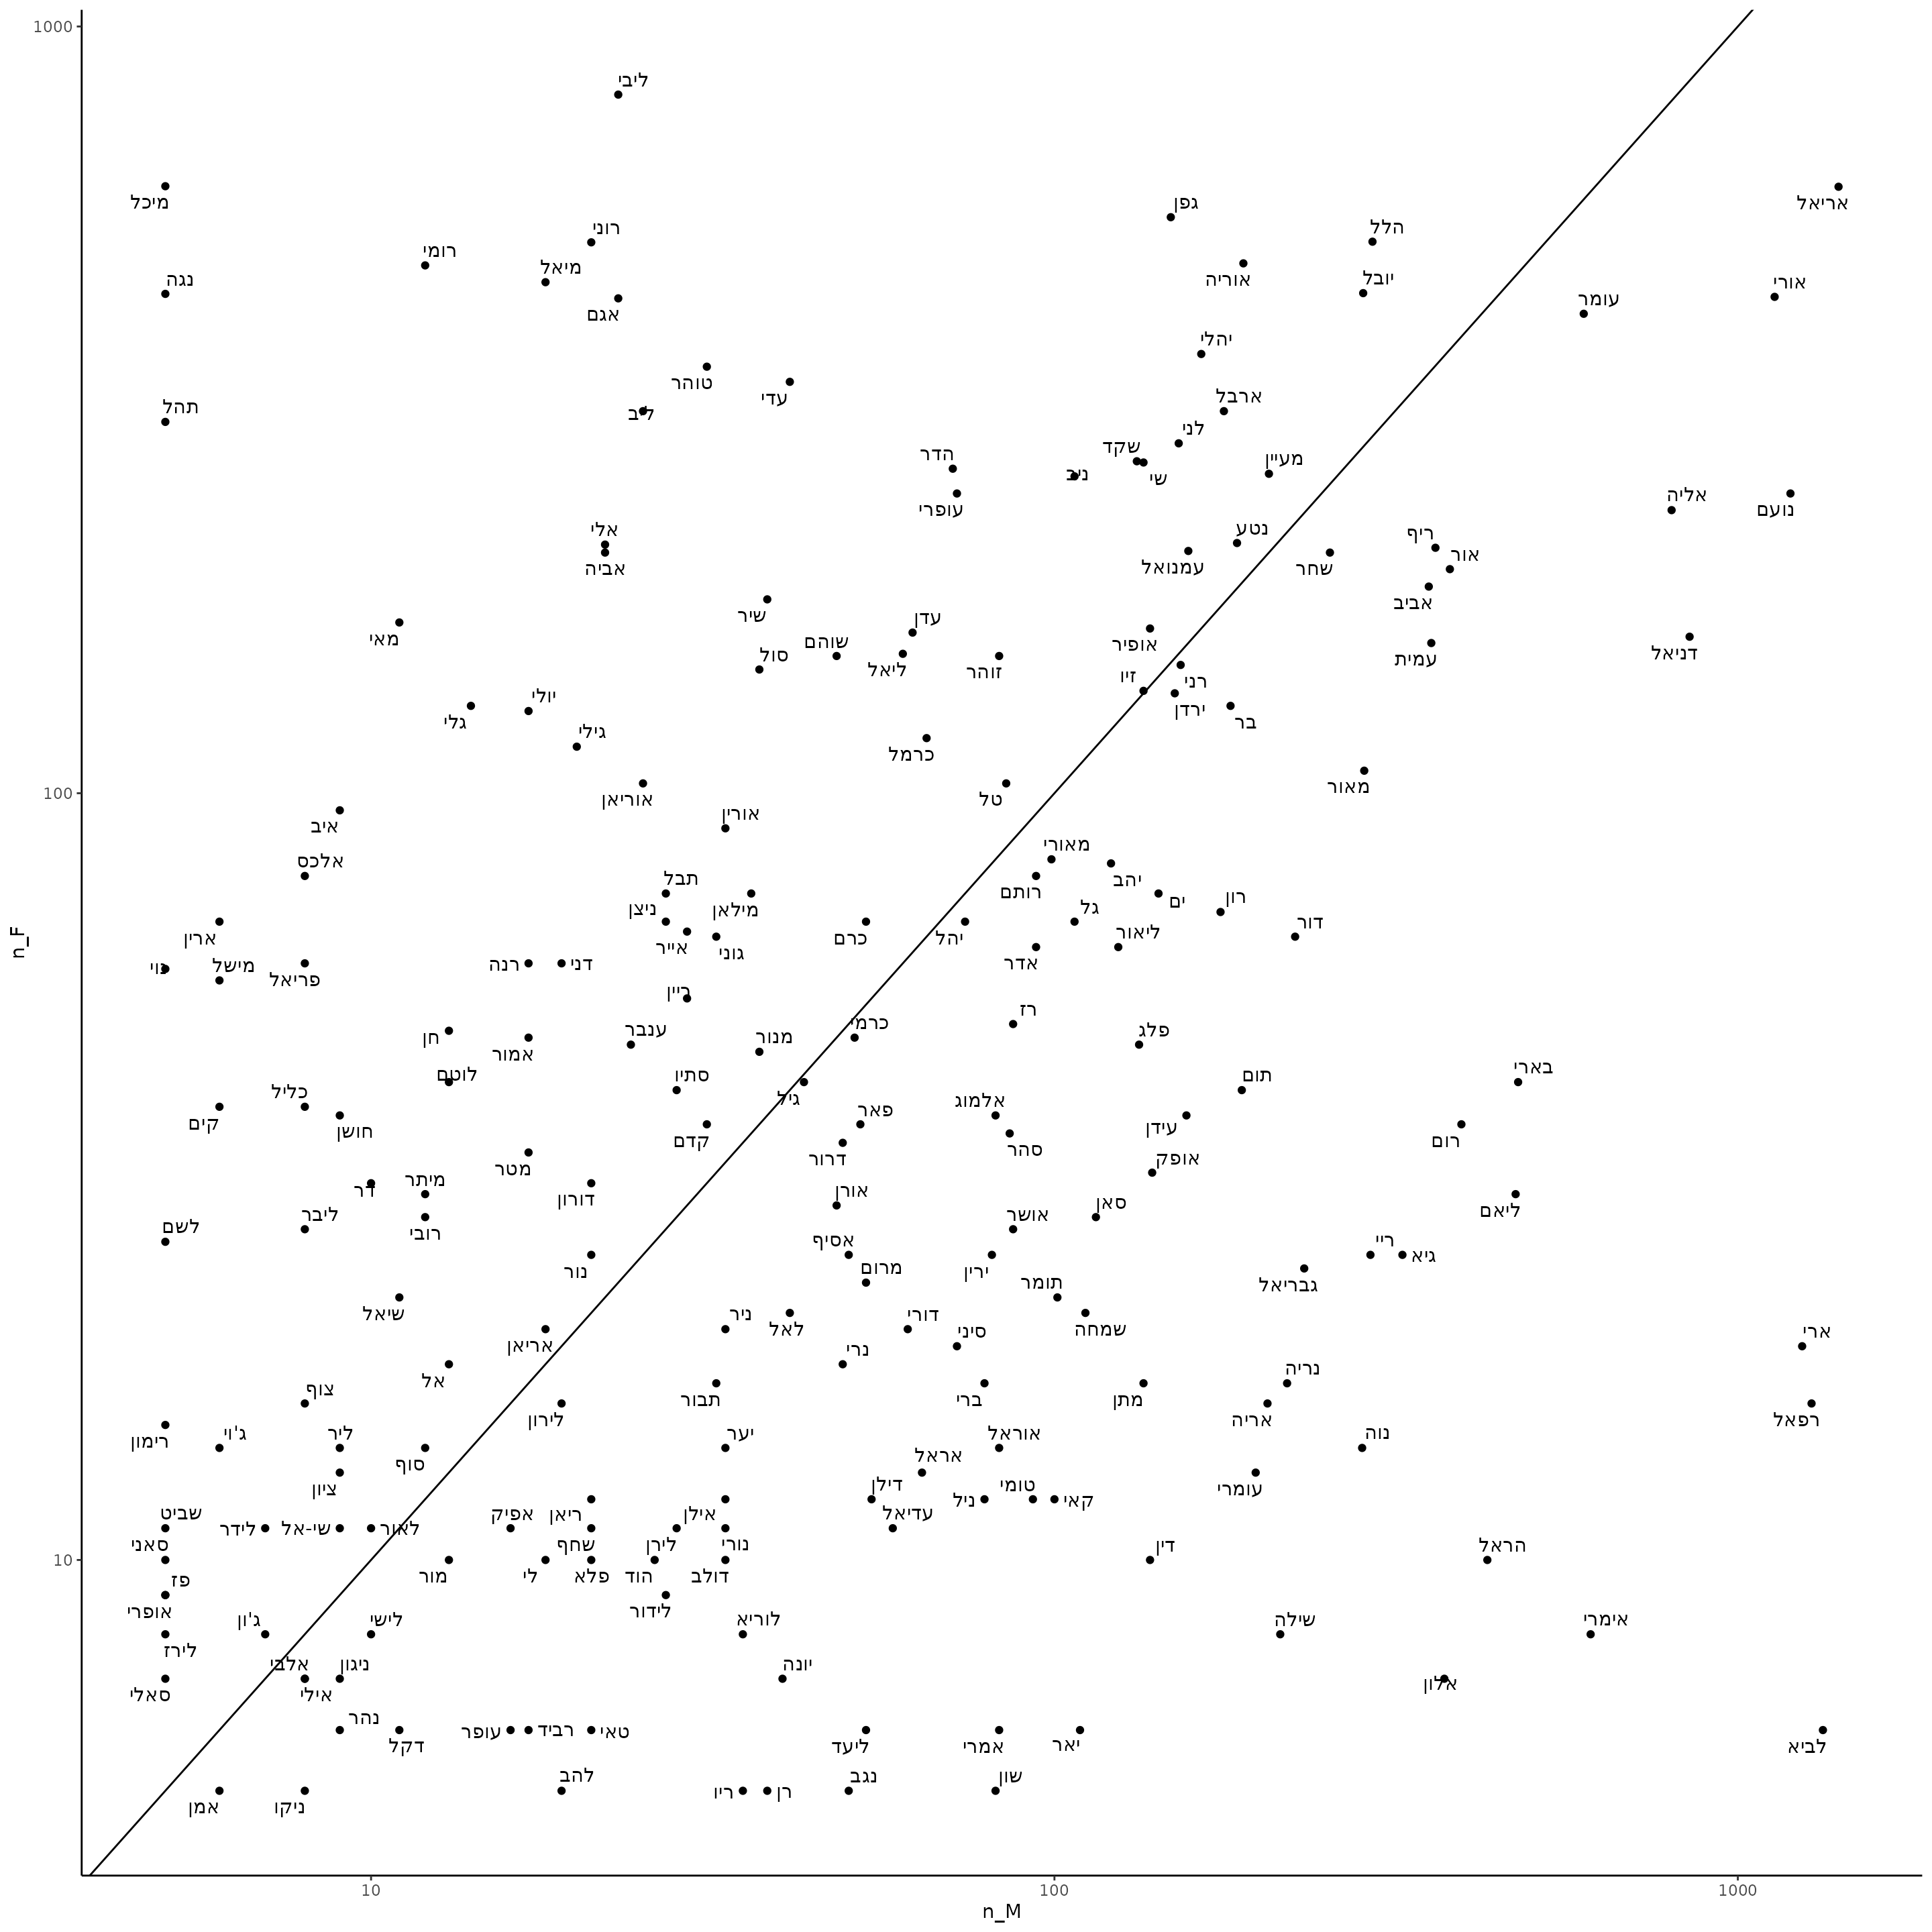 1000
ליבי
מיכל
אריאל
גפן
הלל
רוני
רומי
מיאל
אוריה
נגה
יובל
אורי
עומר
אגם
יהלי
טוהר
עדי
ארבל
תהל
ליב
לני
שקד
הדר
מעיין
ניב
שי
אליה
עופרי
נועם
אלי
נטע
ריף
אור
אביה
עמנואל
שחר
אביב
שיר
עדן
מאי
שוהם
אופיר
דניאל
סול
ליאל
זוהר
עמית
זיו
רני
יולי
ירדן
גלי
בר
גילי
כרמל
מאור
100
אוריאן
טל
אורין
איב
מאורי
אלכס
תבל
יהב
רותם
ניצן
מילאן
ים
רון
גל
ארין
כרם
יהל
דור
ליאור
אייר
גוני
נוי
מישל
רנה
דני
אדר
n_F
פריאל
ריין
רז
כרמי
ענבר
חן
מנור
פלג
אמור
לוטם
סתיו
תום
בארי
כליל
גיל
אלמוג
קים
חושן
קדם
פאר
עידן
רום
סהר
דרור
מטר
אופק
דר
מיתר
דורון
אורן
סאן
ליאם
לשם
ליבר
רובי
אושר
אסיף
ריי
גיא
נור
מרום
ירין
תומר
גבריאל
שיאל
ניר
לאל
דורי
שמחה
אריאן
סיני
ארי
נרי
אל
נריה
צוף
תבור
ברי
מתן
לירון
אריה
רפאל
רימון
ג'וי
ליר
סוף
יער
אוראל
נוה
אראל
ציון
דילן
ניל
טומי
קאי
עומרי
שביט
לידר
שי-אל
לאור
אפיק
ריאן
אילן
עדיאל
10
סאני
שחף
לירן
נורי
דין
הראל
מור
לי
פלא
הוד
דולב
פז
אופרי
לידור
ג'ון
לישי
לוריא
שילה
אימרי
לירז
אלבי
ניגון
יונה
סאלי
אילי
אלון
נהר
דקל
עופר
רביד
טאי
ליעד
אמרי
יאר
לביא
להב
נגב
שון
אמן
ניקו
ריו
רן
10
100
1000
n_M